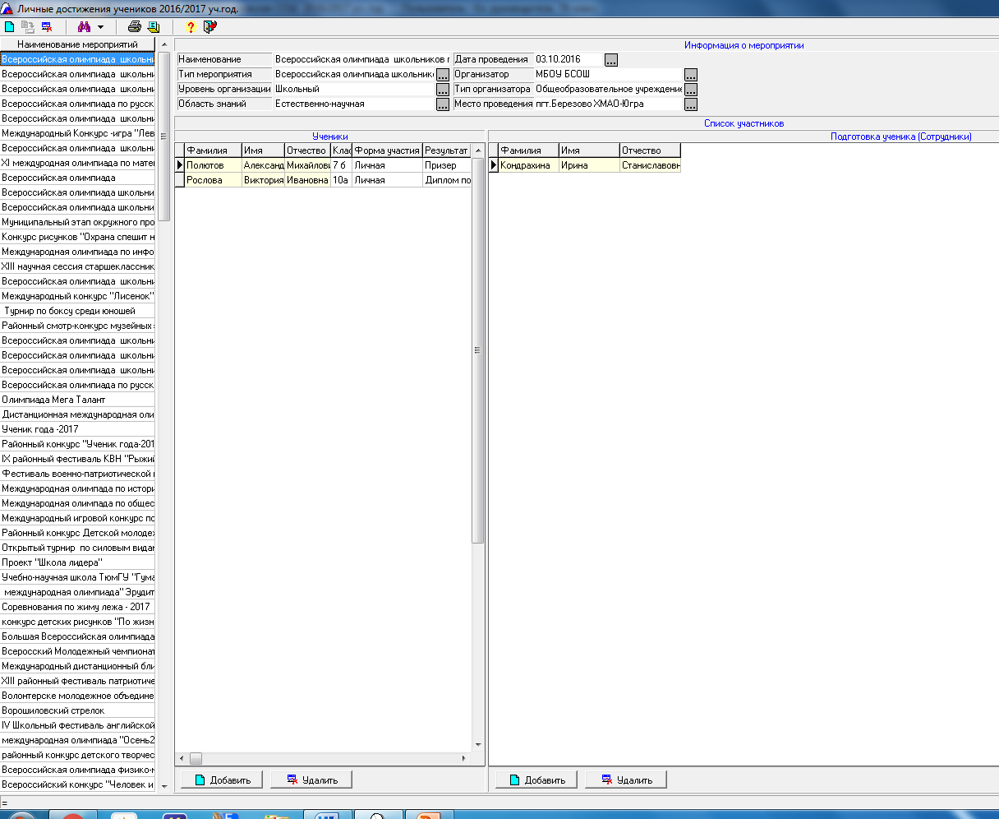 Личные достижения учеников 2016/2017 уч.год.
Наименование мероприятий
Всероссийская олимпиада школьни
Всероссийская олимпиада школьни
Всероссийская олимпиада школьни
Всероссийская олимпиада по русск
Всероссийская олимпиада школьни
Международный Конкурс -игра "Лев
Всероссийская олимпиада школьни
XI междуродная олимпиада по мате
Всероссийская олимпиада
Всероссийская олимпиада школьни
Всероссийская олимпиада школьни
Муниципальный этап окружного про
Конкурс рисунков "Охрана спешит н
Международная олимпиада по инфо
XIII научная сессия старшеклассник
Всероссийская олимпиада школьни
Международный конкурс "Лисенок"
Турнир по боксу среди юношей
Районный смотр-конкурс музейных
Всероссийская олимпиада школьни
Всероссийская олимпиада школьни
Всероссийская олимпиада школьни
Всероссийская олимпиада по русск
Олимпиада Мега Талант
Дистанционная международная оли
Ученик года -2017
Районный конкурс "Ученик года-201
IX районный фестиваль КВН "Рыжий
Фестиваль военно-патриотической
Международная олимпада по истори
Международная олимпада по общес
Международный игровой конкурс по
Районный конкурс Детской молодеж
Открытый турнир по силовым видам
Проект "Школа лидера"
Учебно-научная школа ТюмГУ "Гума
международная олимпиада" Эрудит
Соревнования по жиму лежа - 2017
конкурс детских рисунков "По жизн
Большая Всероссийская олимпиада
Всеросский Молодежный чемпионат
Международный дистанционный бли
XIII районный фестиваль патриотиче
Волонтерске молодежное объедине
Ворошиловский стрелок
IV Школьный фестиваль английской
международная олимпиада "Осень2
районный конкурс детского творчес
Всероссийская олимпиада физико-м
Всероссийский конкурс "Человек и
Информация о мероприятии
Наименование Всероссийская олимпиада школьников г Дата проведения 03.10.2016 ...
Тип мероприятия Всероссийская олимпиада школьнико ... Организатор МБОУ БСОШ ...
Уровень организации Школьный ... Тип организатора Общеобразовательное учреждение ...
Область знаний Естественно-научная ... Место проведения пгт.Березово ХМАО-Югра ...
Список участников
Ученики
Фамилия Имя Отчество Клас Форма участия Результат
Полютов Александ Михайлови 7 б Личная Призер
Рослова Виктория Ивановна 10а Личная Диплом по
Добавить Удалить
Подготовка ученика (Сотрудники)
Фамилия Имя Отчество
Кондрахина Ирина Станиславовн
Добавить Удалить
=